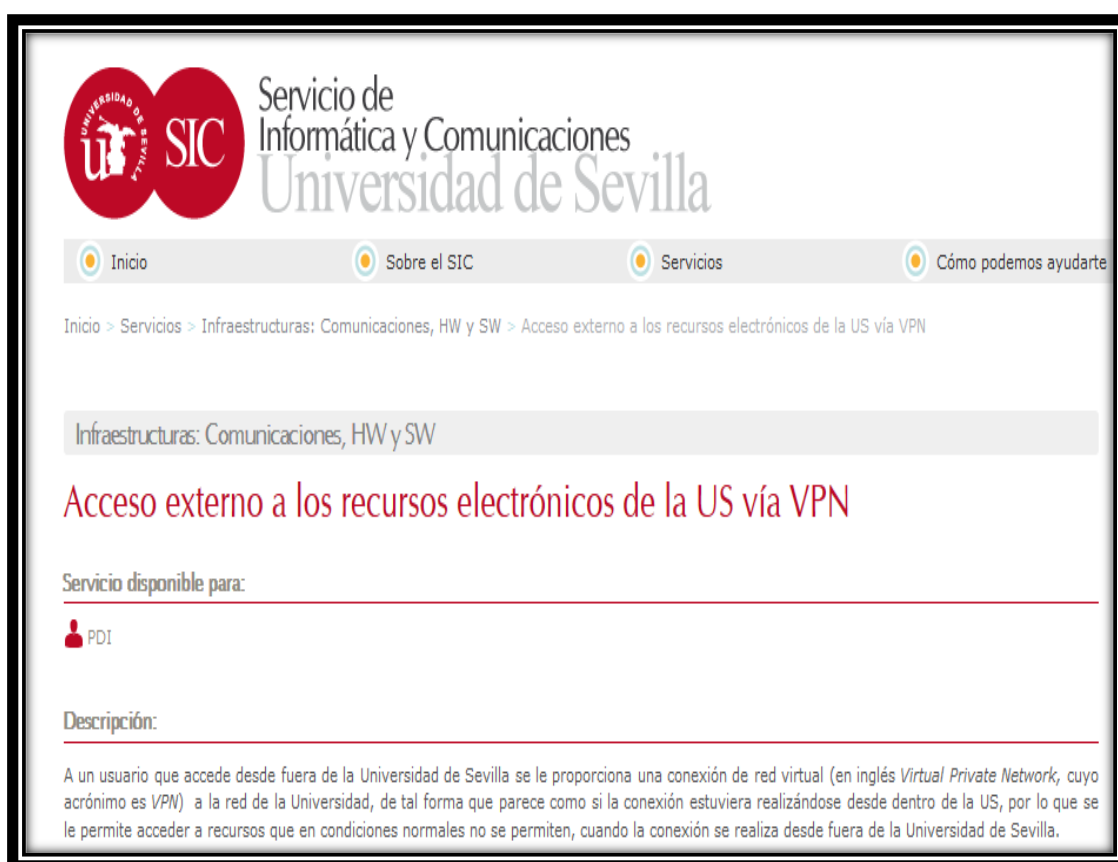 UNIVERSIDAD DE SEVILLA
SIC
Servicio de
Informática y Comunicaciones
Universidad de Sevilla
Inicio
Sobre el SIC
Servicios
Cómo podemos ayudarte
Inicio > Servicios > Infraestructuras: Comunicaciones, HW y SW > Acceso externo a los recursos electrónicos de la US vía VPN
Infraestructuras: Comunicaciones, HW y SW
Acceso externo a los recursos electrónicos de la US vía VPN
Servicio disponible para:
PDI
Descripción:
A un usuario que accede desde fuera de la Universidad de Sevilla se le proporciona una conexión de red virtual (en inglés Virtual Private Network, cuyo
acrónimo es VPN) a la red de la Universidad, de tal forma que parece como si la conexión estuviera realizándose desde dentro de la US, por lo que se
le permite acceder a recursos que en condiciones normales no se permiten, cuando la conexión se realiza desde fuera de la Universidad de Sevilla.